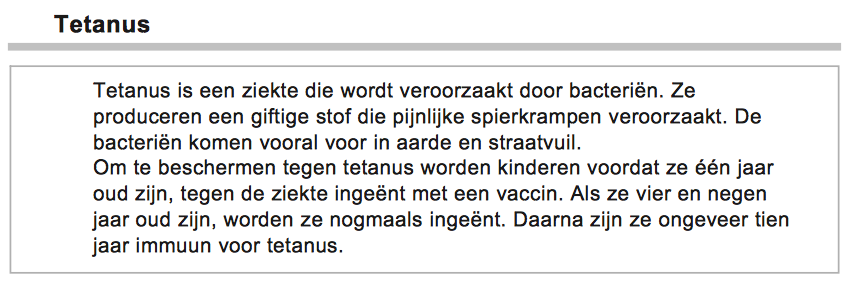 Tetanus
Tetanus is een ziekte die wordt veroorzaakt door bacteriën. Ze
produceren een giftige stof die pijnlijke spierkrampen veroorzaakt. De
bacteriën komen vooral voor in aarde en straatvuil.
Om te beschermen tegen tetanus worden kinderen voordat ze één jaar
oud zijn, tegen de ziekte ingeënt met een vaccin. Als ze vier en negen
jaar oud zijn, worden ze nogmaals ingeënt. Daarna zijn ze ongeveer tien
jaar immuun voor tetanus.